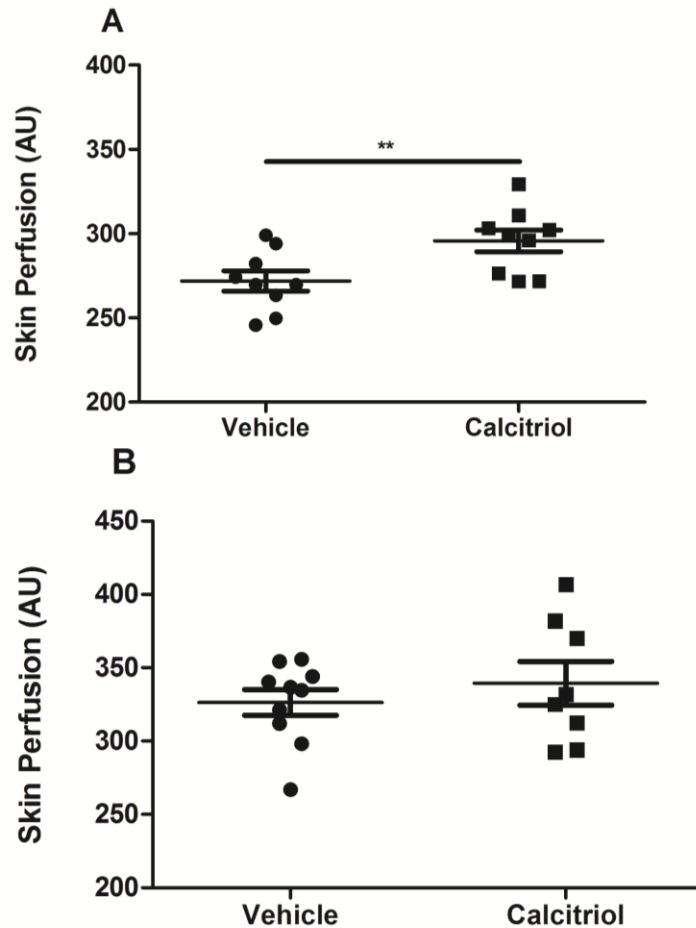 A
Skin Perfusion (AU)
400
350
300
250
200
**
Vehicle Calcitriol
B
Skin Perfusion (AU)
450
400
350
300
250
200
Vehicle Calcitriol